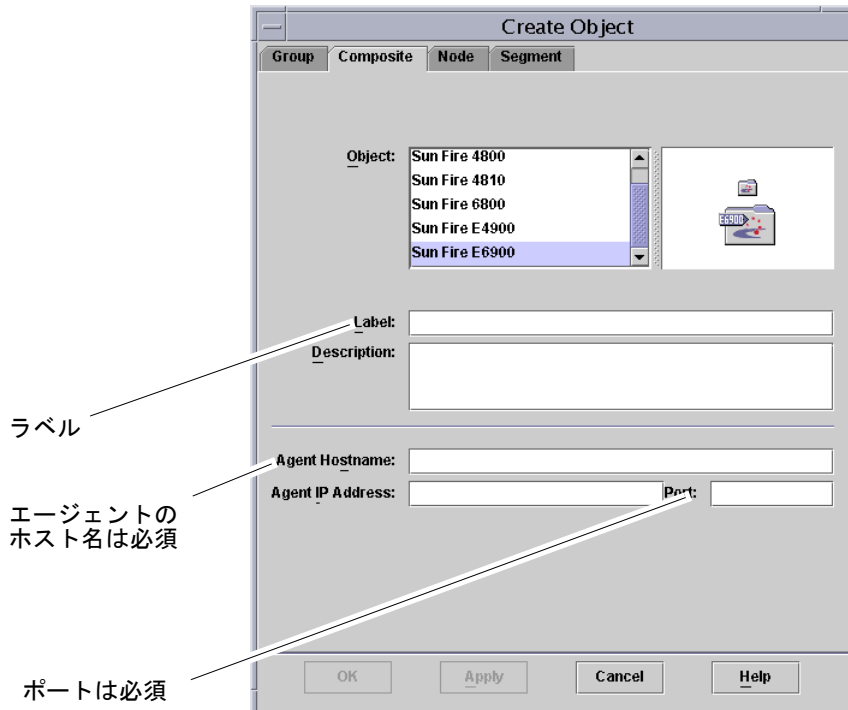 Create Object
Group Composite Node Segment
Object:
Sun Fire 4800
Sun Fire 4810
Sun Fire 6800
Sun Fire E4900
Sun Fire E6900
E6900
Label:
Description:
ラベル
Agent Hostname:
Agent IP Address: Port:
エージェントの
ホスト名は必須
ポートは必須
OK Apply Cancel Help